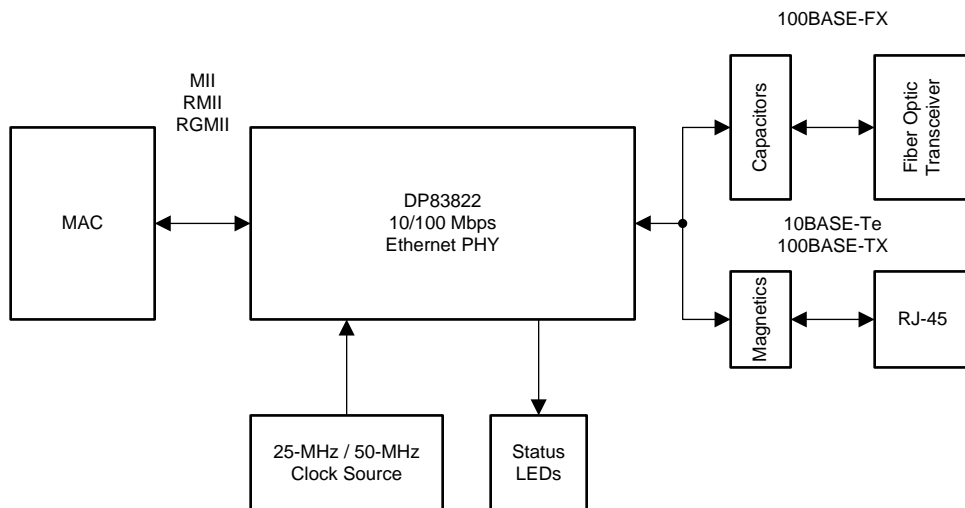 100BASE-FX
MII
RMII
RGMII
MAC
DP83822
10/100 Mbps
Ethernet PHY
Capacitors
Fiber Optic
Transceiver
10BASE-Te
100BASE-TX
Magnetics
RJ-45
25-MHz / 50-MHz
Clock Source
Status
LEDs